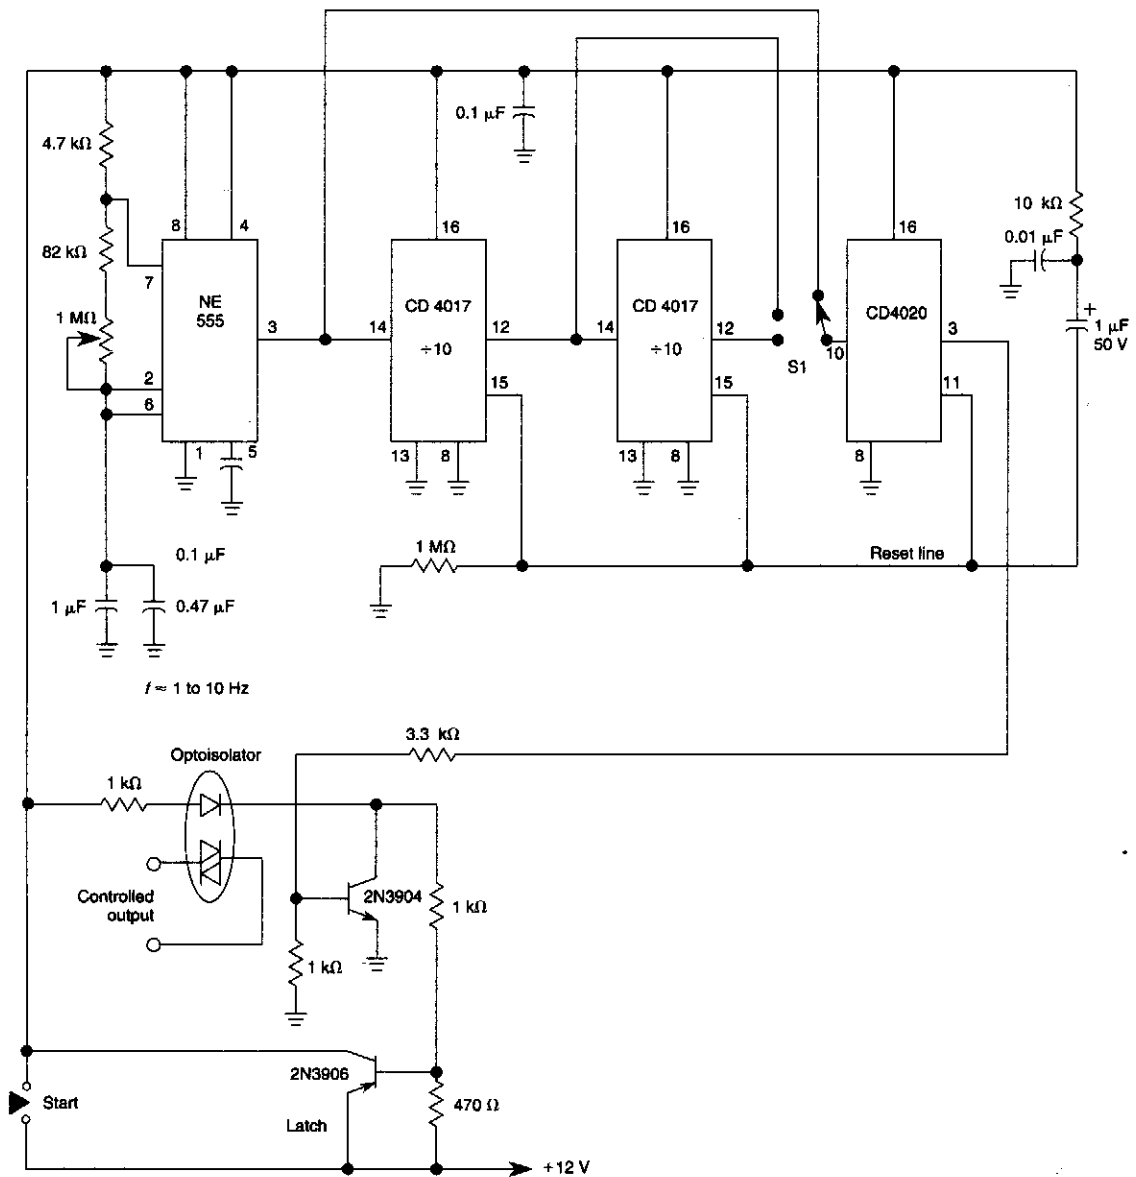 0.1 µF
4.7 kΩ
82 kΩ
1 MΩ
8
4
7
NE
555
3
2
6
1
5
16
14
CD 4017
÷10
12
15
13
8
16
14
CD 4017
÷10
12
15
13
8
S1
16
10
CD4020
3
11
8
10 kΩ
0.01 µF
+
1 µF
50 V
0.1 µF
1 µF
0.47 µF
1 MΩ
Reset line
f ≈ 1 to 10 Hz
3.3 kΩ
Optoisolator
1 kΩ
Controlled
output
2N3904
1 kΩ
1 kΩ
2N3906
470 Ω
Start
Latch
+12 V